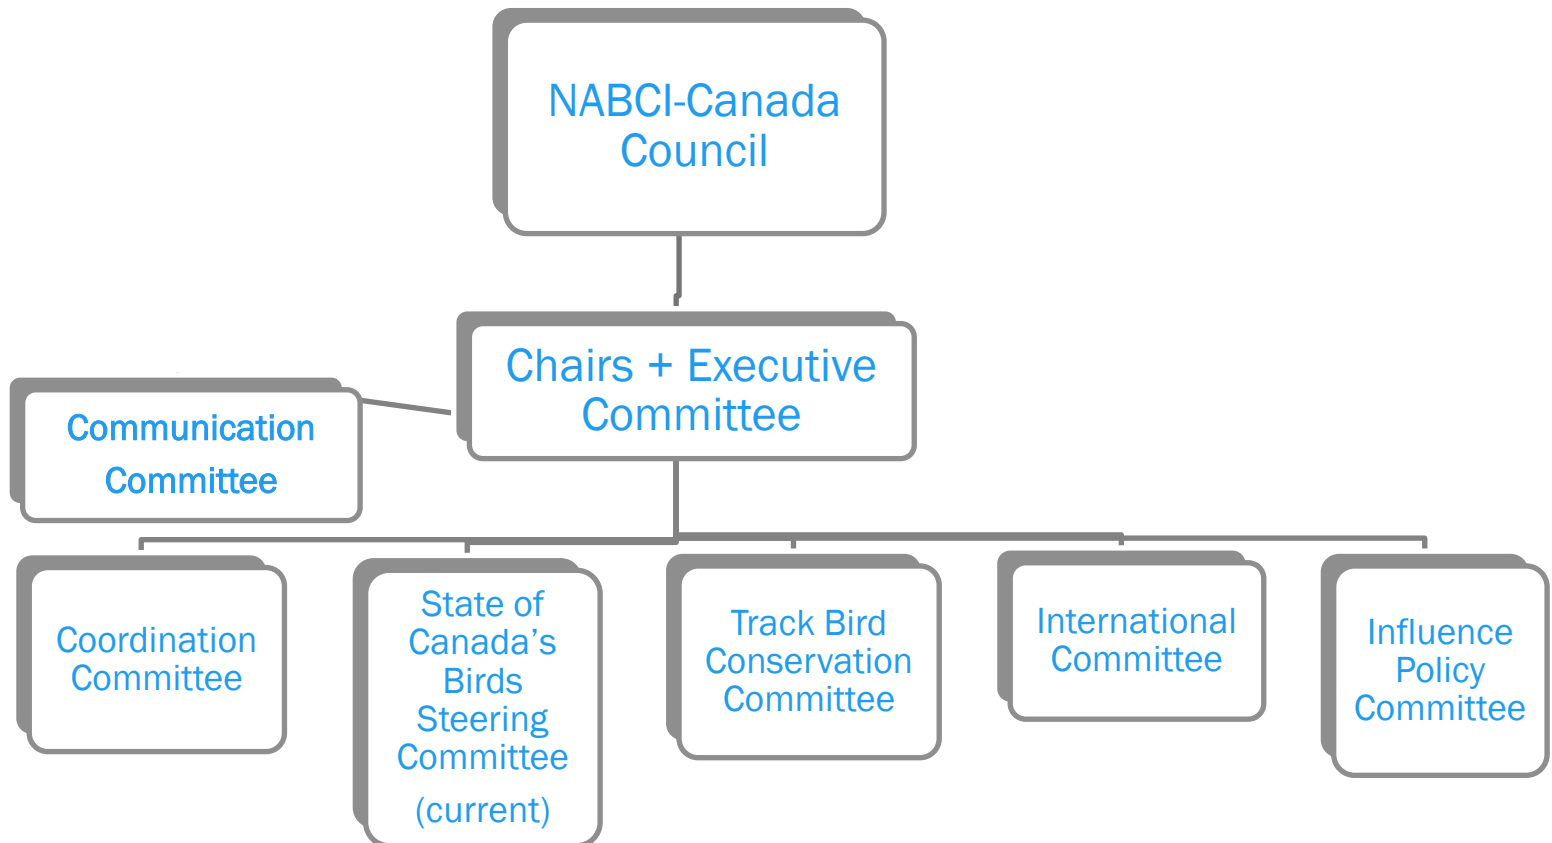 NABCI-Canada
Council
Chairs + Executive
Committee
Communication
Committee
Coordination
Committee
State of
Canada’s
Birds
Steering
Committee
(current)
Track Bird
Conservation
Committee
International
Committee
Influence
Policy
Committee